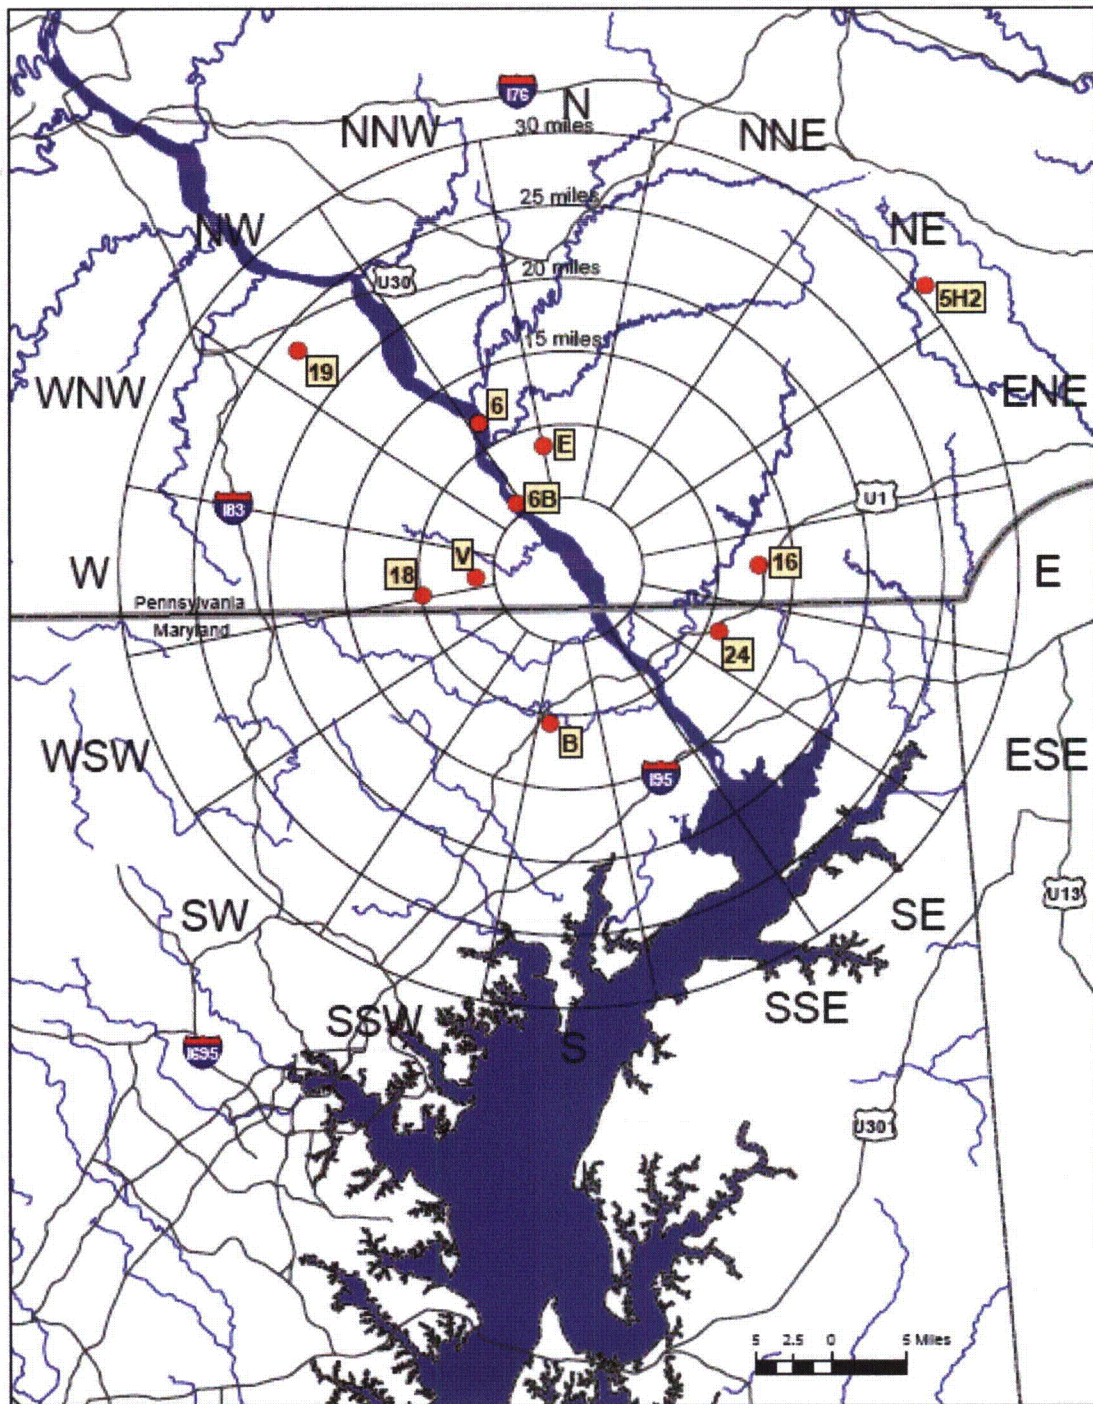 I76
N
NNW
30 miles
NNE
25 miles
NW
NE
20 miles
U30
5H2
15 miles
19
WNW
6
ENE
E
6B
U1
I83
V
16
W
18
E
Pennsylvania
Maryland
24
B
WSW
ESE
I95
U13
SW
SE
SSW
SSE
S
I695
U301
5 2.5 0 5 Miles